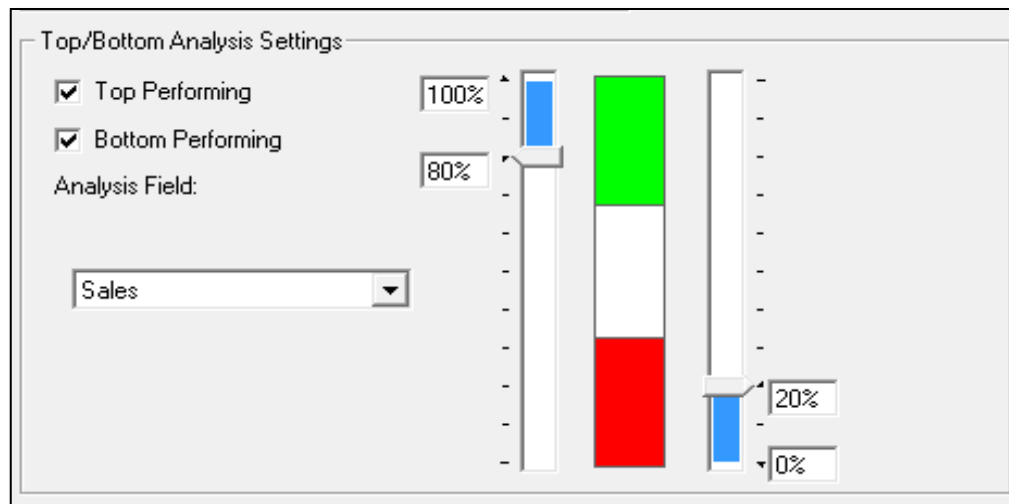 Top/Bottom Analysis Settings
Top Performing
100%
Bottom Performing
80%
Analysis Field:
Sales
20%
0%